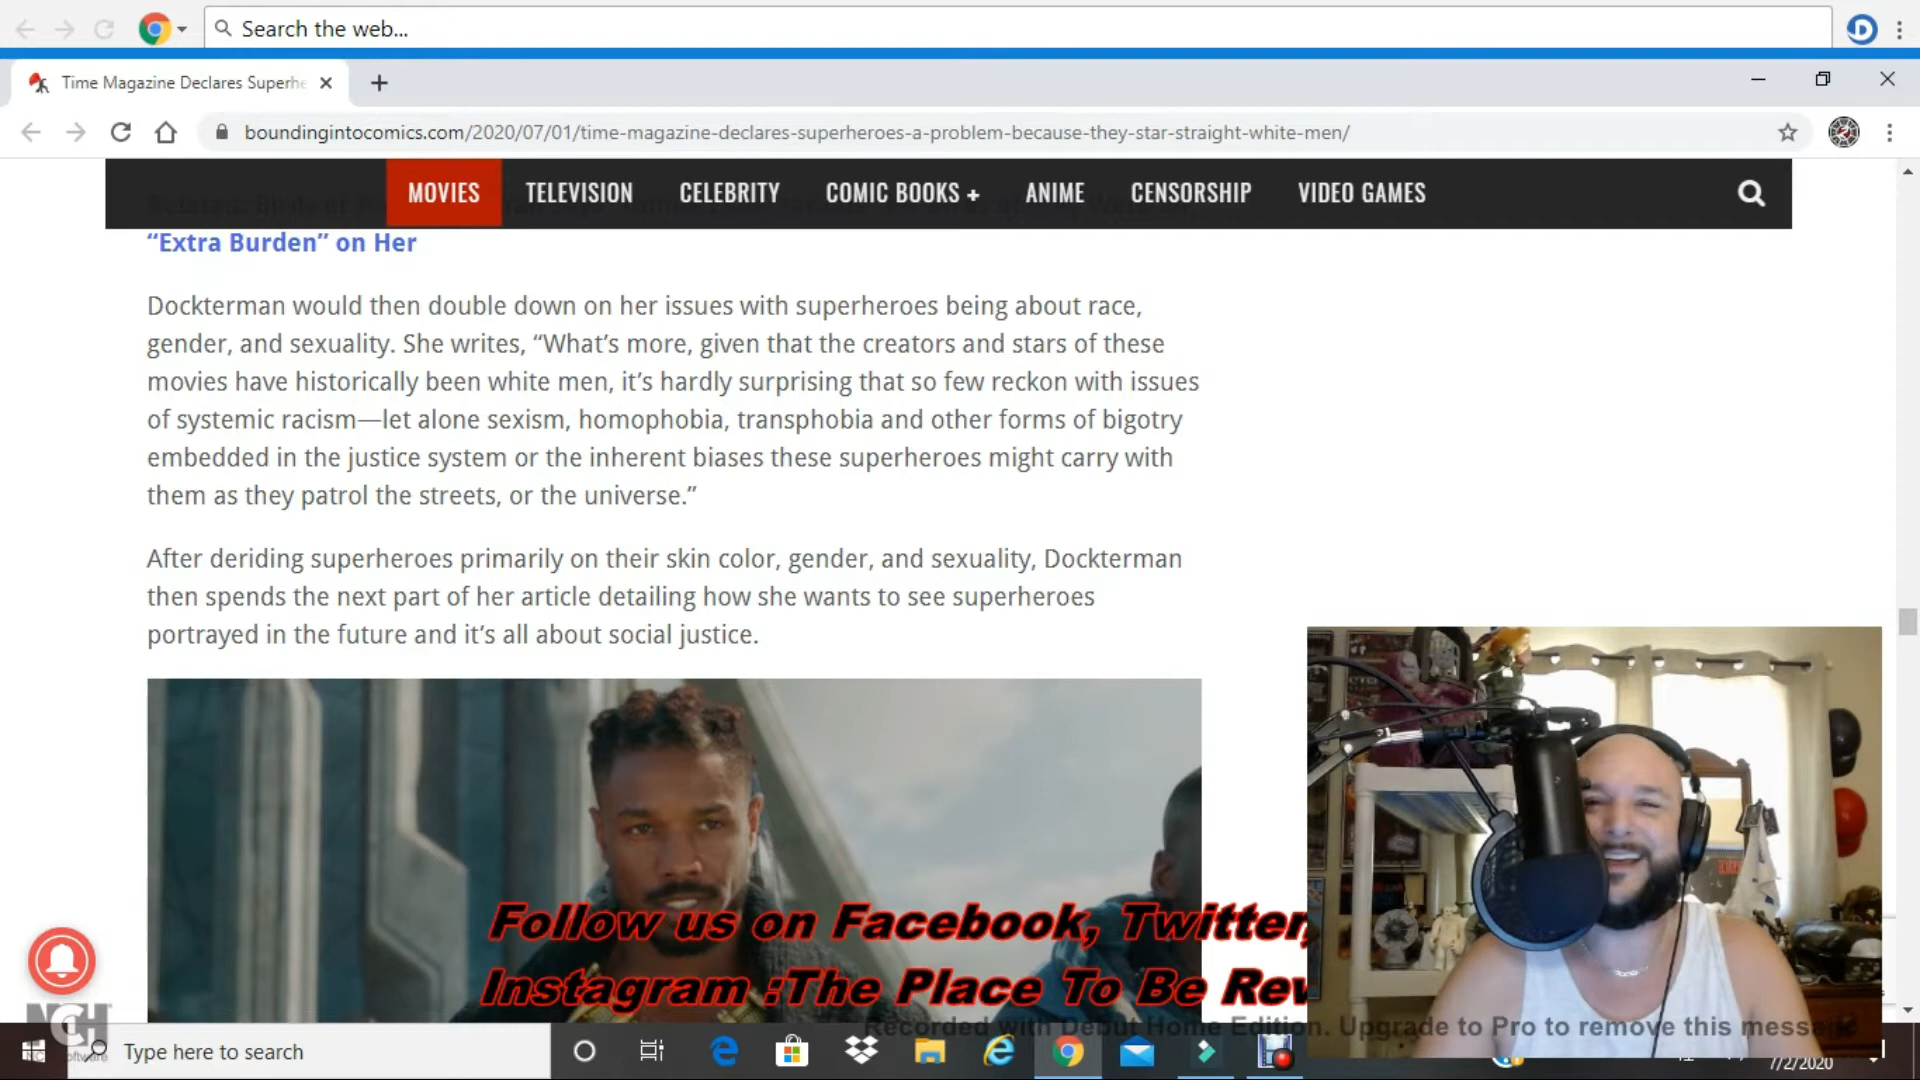 Search the web...
Time Magazine Declares Superhe
boundingintocomics.com/2020/07/01/time-magazine-declares-superheroes-a-problem-because-they-star-straight-white-men/
MOVIES TELEVISION CELEBRITY COMIC BOOKS + ANIME CENSORSHIP VIDEO GAMES
“Extra Burden” on Her
Dockterman would then double down on her issues with superheroes being about race,
gender, and sexuality. She writes, “What’s more, given that the creators and stars of these
movies have historically been white men, it’s hardly surprising that so few reckon with issues
of systemic racism—let alone sexism, homophobia, transphobia and other forms of bigotry
embedded in the justice system or the inherent biases these superheroes might carry with
them as they patrol the streets, or the universe.”
After deriding superheroes primarily on their skin color, gender, and sexuality, Dockterman
then spends the next part of her article detailing how she wants to see superheroes
portrayed in the future and it’s all about social justice.
Follow us on Facebook, Twitter,
Instagram :The Place To Be Rev
Recorded with Debut Home Edition. Upgrade to Pro to remove this message
NCH
Type here to search
7/2/2020